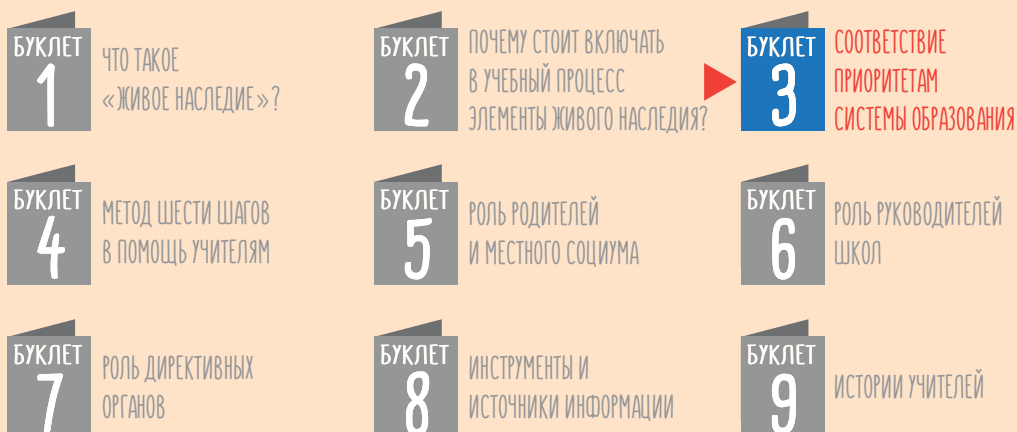 БУКЛЕТ
1
ЧТО ТАКОЕ
«ЖИВОЕ НАСЛЕДИЕ»?
БУКЛЕТ
2
ПОЧЕМУ СТОИТ ВКЛЮЧАТЬ
В УЧЕБНЫЙ ПРОЦЕСС
ЭЛЕМЕНТЫ ЖИВОГО НАСЛЕДИЯ?
БУКЛЕТ
3
СООТВЕТСТВИЕ
ПРИОРИТЕТАМ
СИСТЕМЫ ОБРАЗОВАНИЯ
БУКЛЕТ
4
МЕТОД ШЕСТИ ШАГОВ
В ПОМОЩЬ УЧИТЕЛЯМ
БУКЛЕТ
5
РОЛЬ РОДИТЕЛЕЙ
И МЕСТНОГО СОЦИУМА
БУКЛЕТ
6
РОЛЬ РУКОВОДИТЕЛЕЙ
ШКОЛ
БУКЛЕТ
7
РОЛЬ ДИРЕКТИВНЫХ
ОРГАНОВ
БУКЛЕТ
8
ИНСТРУМЕНТЫ И
ИСТОЧНИКИ ИНФОРМАЦИИ
БУКЛЕТ
9
ИСТОРИИ УЧИТЕЛЕЙ